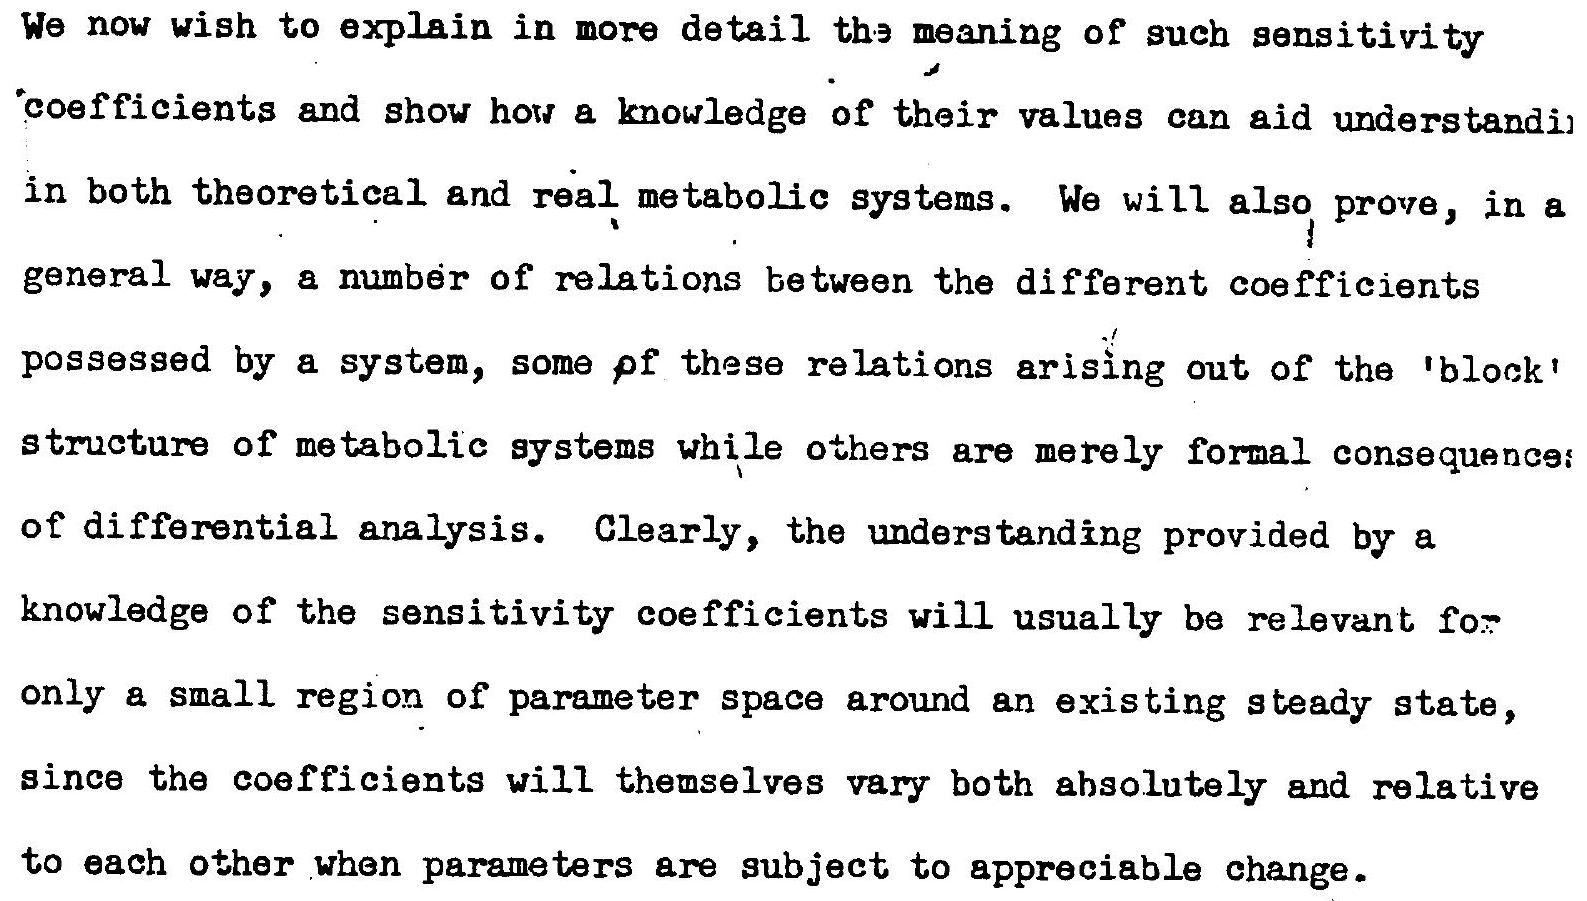 We now wish to explain in more detail the meaning of such sensitivity
coefficients and show how a knowledge of their values can aid understandin
in both theoretical and real metabolic systems. We will also prove, in a
general way, a number of relations between the different coefficients
possessed by a system, some of these relations arising out of the 'block'
structure of metabolic systems while others are merely formal consequences
of differential analysis. Clearly, the understanding provided by a
knowledge of the sensitivity coefficients will usually be relevant for
only a small region of parameter space around an existing steady state,
since the coefficients will themselves vary both absolutely and relative
to each other when parameters are subject to appreciable change.